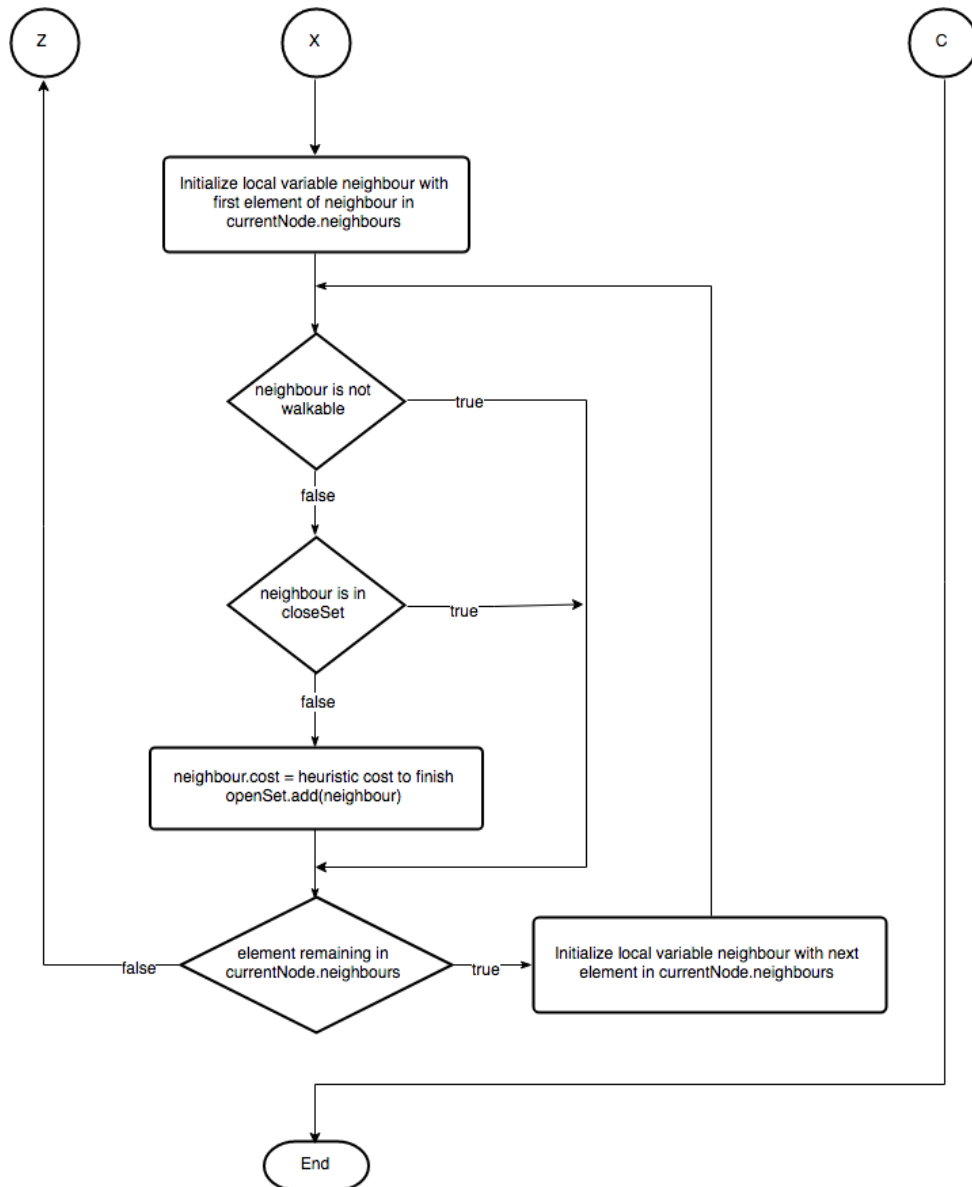 Z
X
C
Initialize local variable neighbour with
first element of neighbour in
currentNode.neighbours
neighbour is not
walkable
true
false
neighbour is in
closeSet
true
false
neighbour.cost = heuristic cost to finish
openSet.add(neighbour)
element remaining in
currentNode.neighbours
false
true
Initialize local variable neighbour with next
element in currentNode.neighbours
End